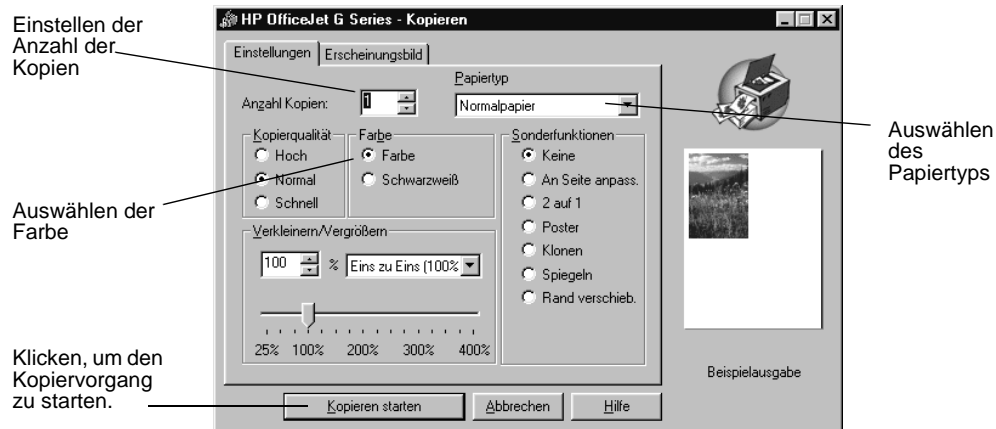 Einstellen der
Anzahl der
Kopien
HP OfficeJet G Series - Kopieren
Einstellungen
Erscheinungsbild
Anzahl Kopien:
1
Papiertyp
Normalpapier
Auswählen
des
Papiertyps
Kopierqualität
Hoch
Normal
Schnell
Farbe
Farbe
Schwarzweiß
Sonderfunktionen
Keine
An Seite anpass.
2 auf 1
Poster
Klonen
Spiegeln
Rand verschieb.
Auswählen der
Farbe
Verkleinern/Vergrößern
100 % Eins zu Eins (100%
25% 100% 200% 300% 400%
Beispielausgabe
Klicken, um den
Kopiervorgang
zu starten.
Kopieren starten
Abbrechen
Hilfe